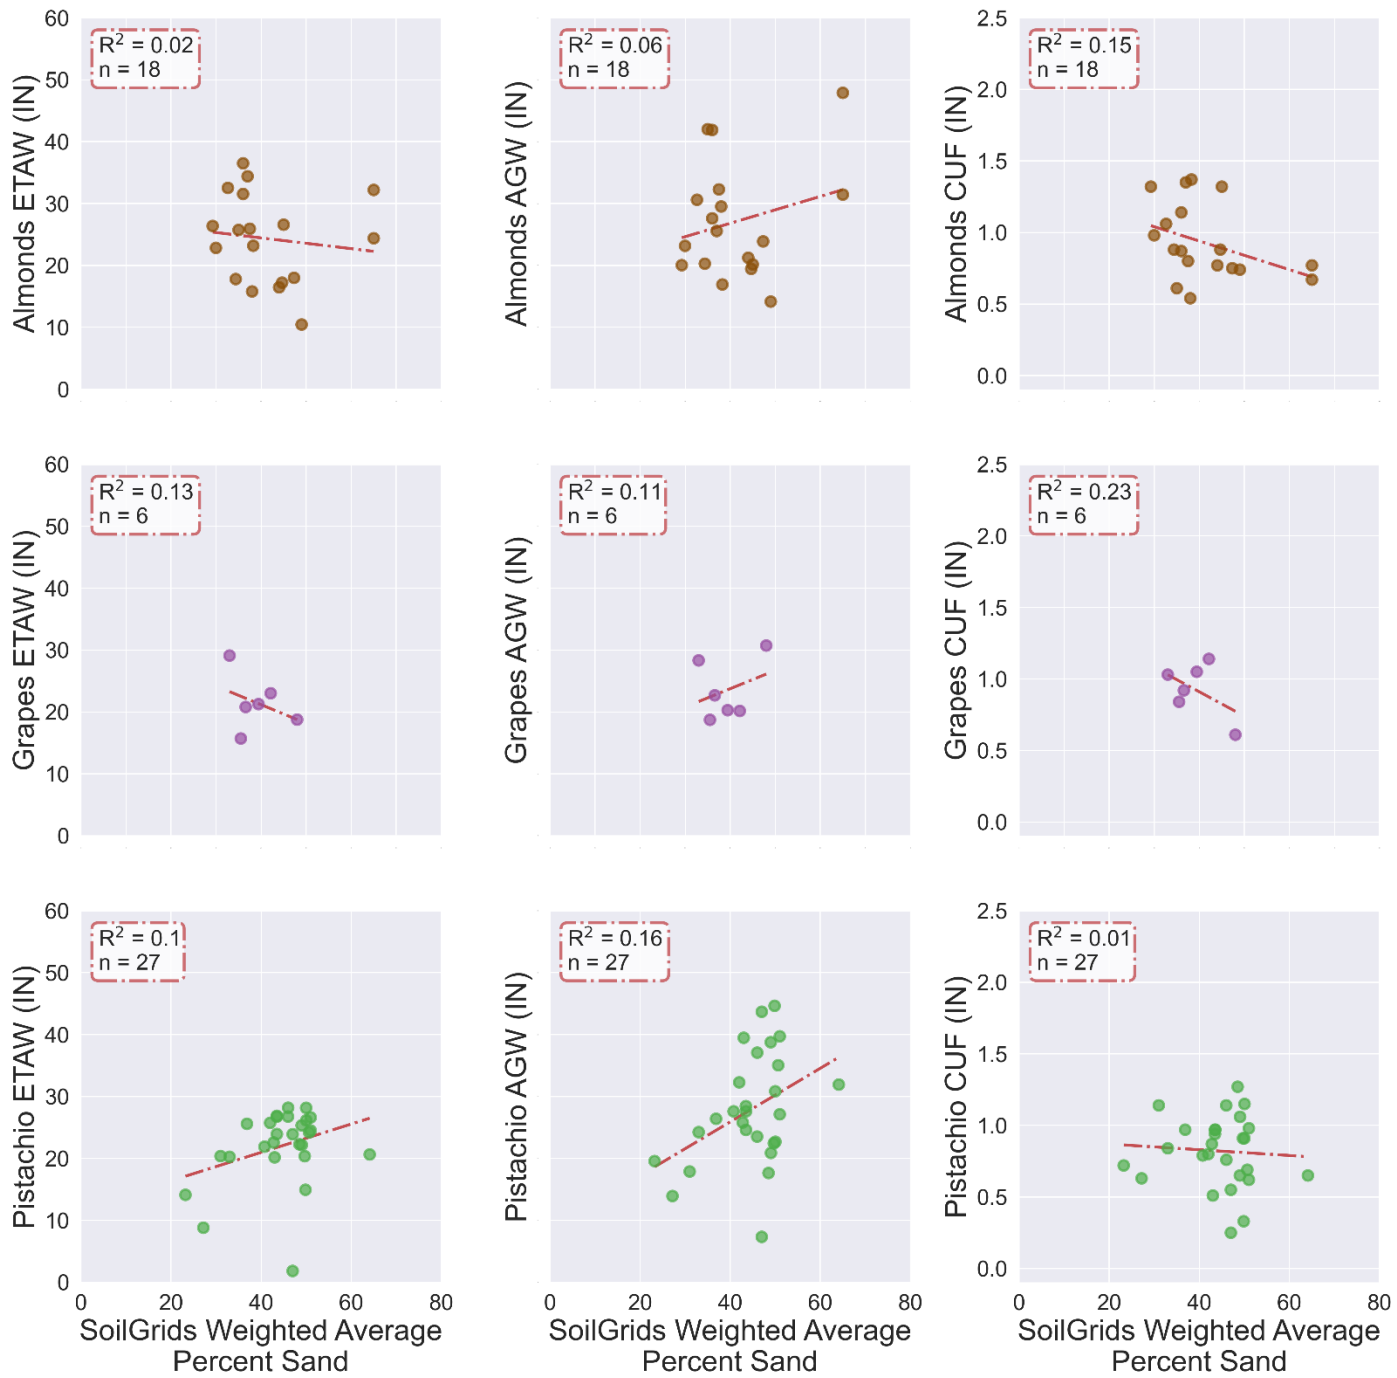 Almonds ETAW (IN)
60
50
40
30
20
10
0
R² = 0.02
n = 18
Almonds AGW (IN)
R² = 0.06
n = 18
Almonds CUF (IN)
2.5
2.0
1.5
1.0
0.5
0.0
R² = 0.15
n = 18
Grapes ETAW (IN)
60
50
40
30
20
10
0
R² = 0.13
n = 6
Grapes AGW (IN)
R² = 0.11
n = 6
Grapes CUF (IN)
2.5
2.0
1.5
1.0
0.5
0.0
R² = 0.23
n = 6
Pistachio ETAW (IN)
60
50
40
30
20
10
0
R² = 0.1
n = 27
0 20 40 60 80
SoilGrids Weighted Average
Percent Sand
Pistachio AGW (IN)
R² = 0.16
n = 27
0 20 40 60 80
SoilGrids Weighted Average
Percent Sand
Pistachio CUF (IN)
2.5
2.0
1.5
1.0
0.5
0.0
R² = 0.01
n = 27
0 20 40 60 80
SoilGrids Weighted Average
Percent Sand